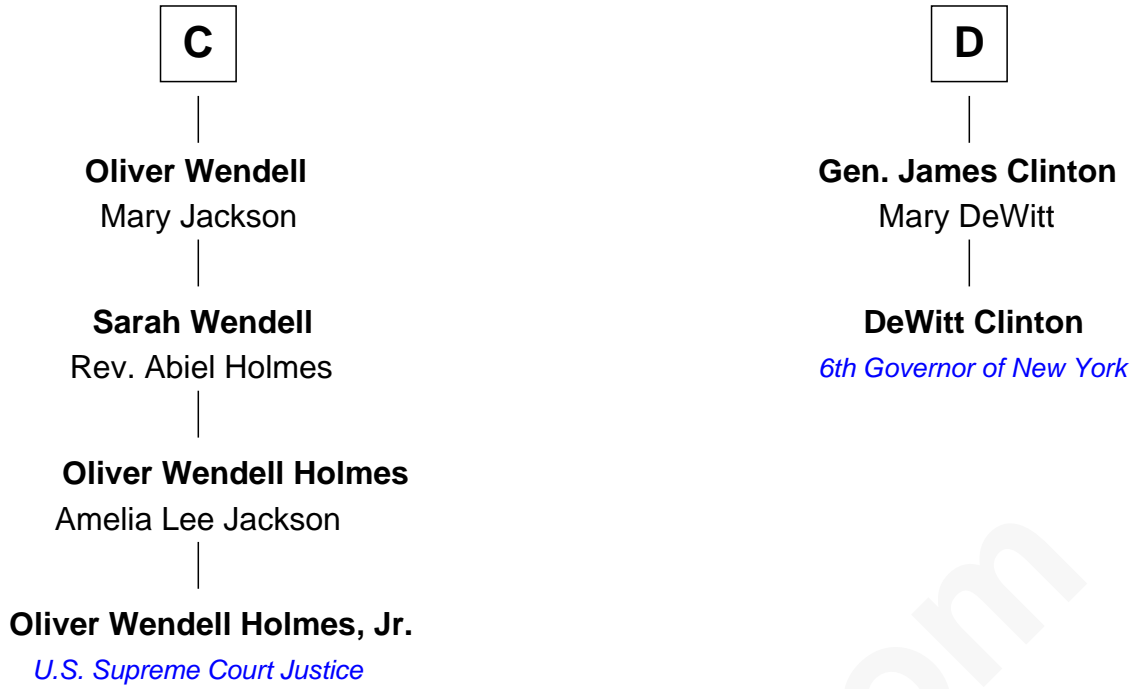 C
Oliver Wendell
Mary Jackson
Sarah Wendell
Rev. Abiel Holmes
Oliver Wendell Holmes
Amelia Lee Jackson
Oliver Wendell Holmes, Jr.
U.S. Supreme Court Justice
D
Gen. James Clinton
Mary DeWitt
DeWitt Clinton
6th Governor of New York
om